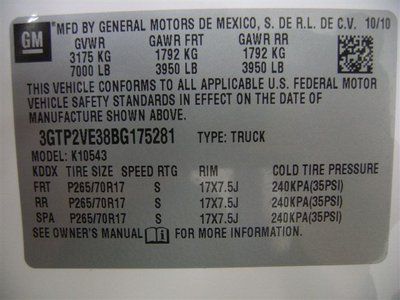 GM *MFD BY GENERAL MOTORS DE MEXICO, S. DE R.L. DE C.V. 10/10
GVWR GAWR FRT GAWR RR
3175 KG 1792 KG 1792 KG
7000 LB 3950 LB 3950 LB
THIS VEHICLE CONFORMS TO ALL APPLICABLE U.S. FEDERAL MOTOR
VEHICLE SAFETY STANDARDS IN EFFECT ON THE DATE OF
MANUFACTURE SHOWN ABOVE.
3GTP2VE38BG175281 TYPE: TRUCK
MODEL: K10543
KDDX TIRE SIZE SPEED RTG RIM COLD TIRE PRESSURE
FRT P265/70R17 S 17X7.5J 240KPA(35PSI)
RR P265/70R17 S 17X7.5J 240KPA(35PSI)
SPA P265/70R17 S 17X7.5J 240KPA(35PSI)
SEE OWNER'S MANUAL FOR MORE INFORMATION.